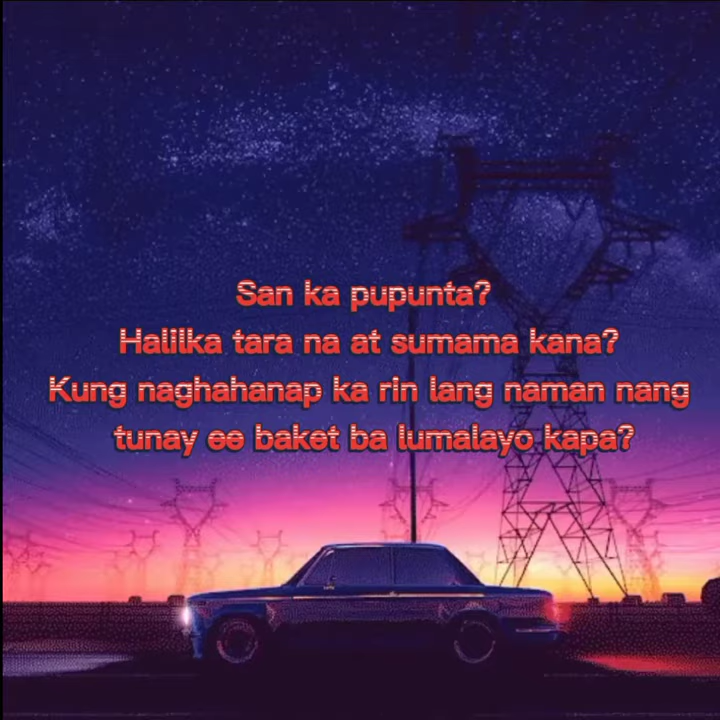 San ka pupunta?
Halilka tara na at sumama kana?
Kung naghahanap ka rin lang naman nang
tunay ee baket ba lumalayo kapa?